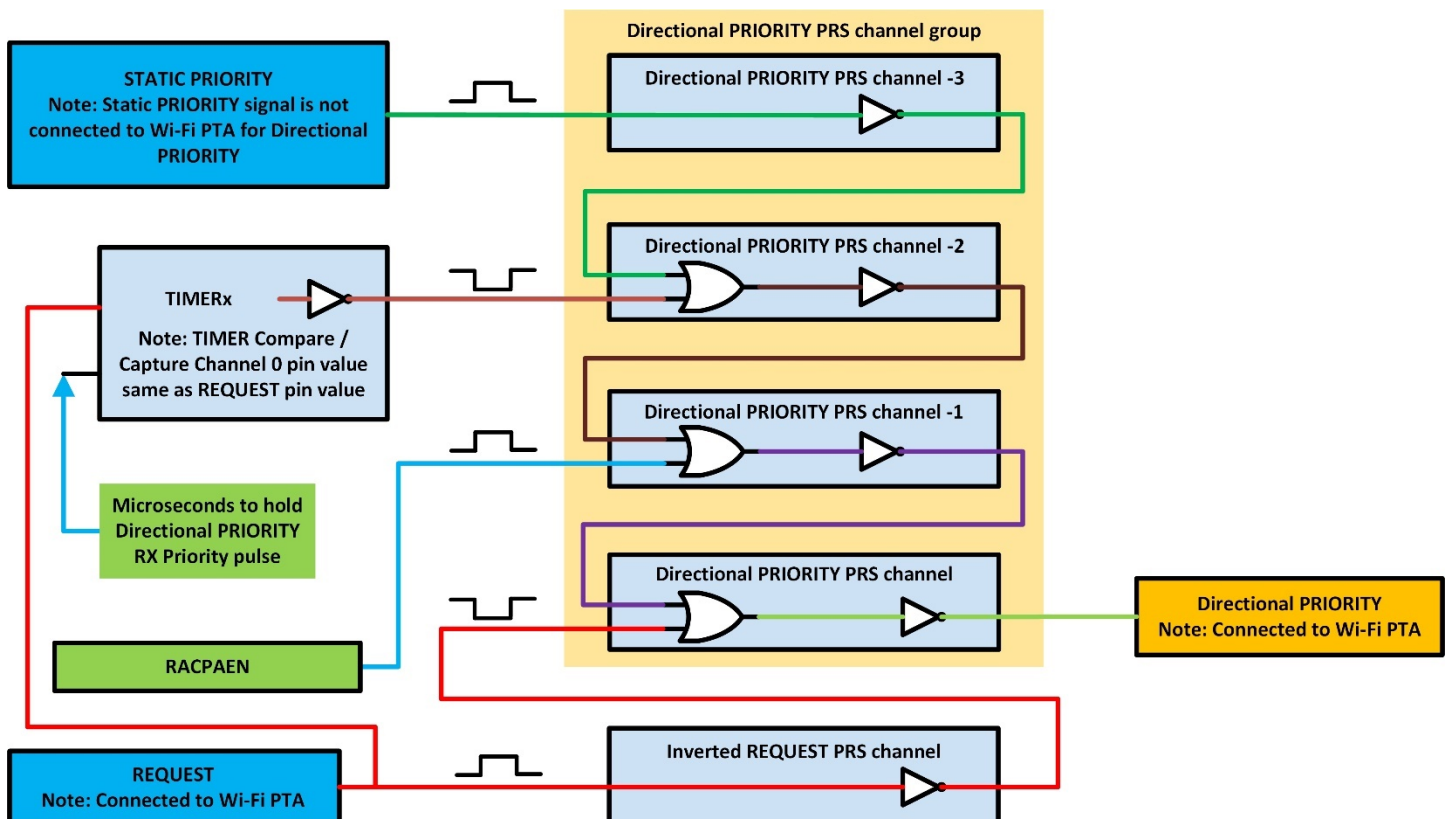 Directional PRIORITY PRS channel group
STATIC PRIORITY
Note: Static PRIORITY signal is not
connected to Wi-Fi PTA for Directional
PRIORITY
Directional PRIORITY PRS channel -3
Directional PRIORITY PRS channel -2
TIMERx
Note: TIMER Compare /
Capture Channel 0 pin value
same as REQUEST pin value
Directional PRIORITY PRS channel -1
Microseconds to hold
Directional PRIORITY
RX Priority pulse
Directional PRIORITY PRS channel
Directional PRIORITY
Note: Connected to Wi-Fi PTA
RACPAEN
Inverted REQUEST PRS channel
REQUEST
Note: Connected to Wi-Fi PTA